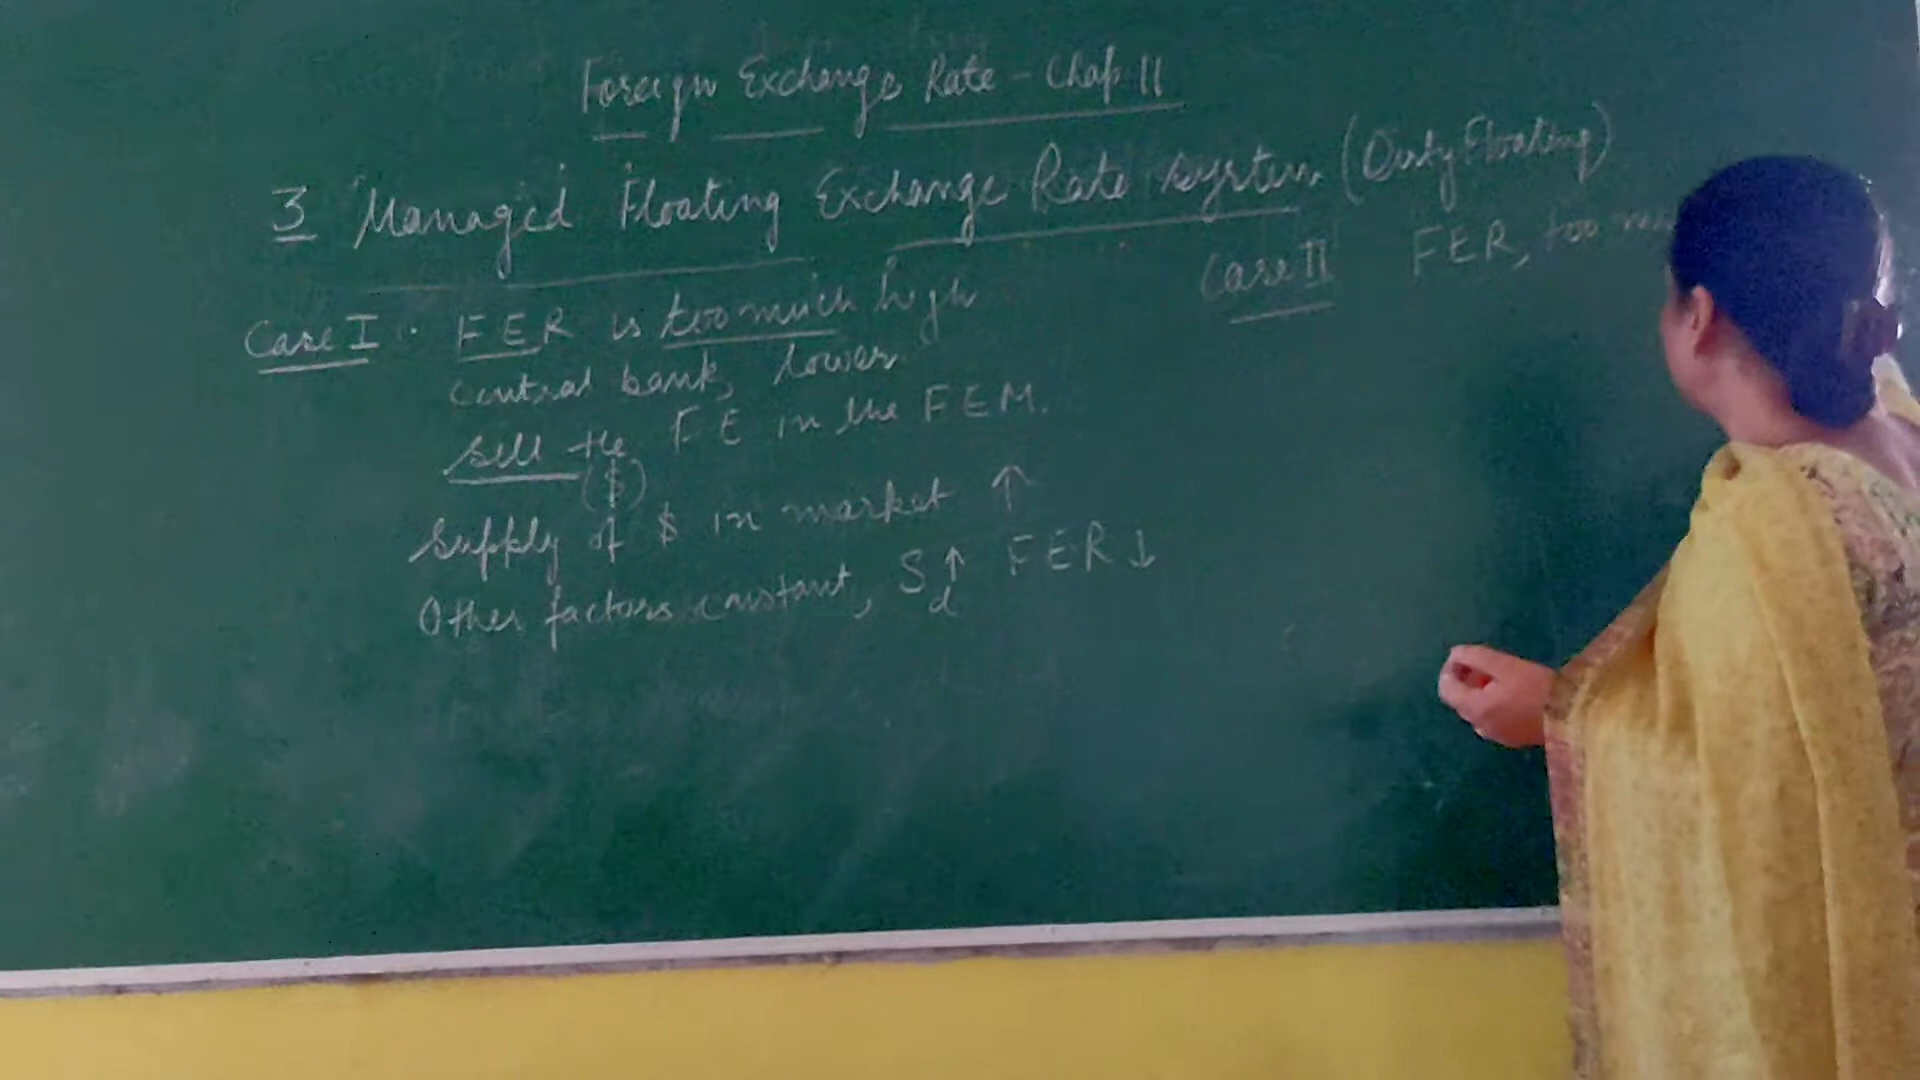 Foreign Exchange Rate - Chap 11
3 Managed Floating Exchange Rate System (Dirty Floating)
Case I. FER is too much high
central bank, lower
sell the FE in the FEM.
($)
Supply of $ in market ↑
Other factors constant, Sd ↑ FER ↓
Case II FER, too